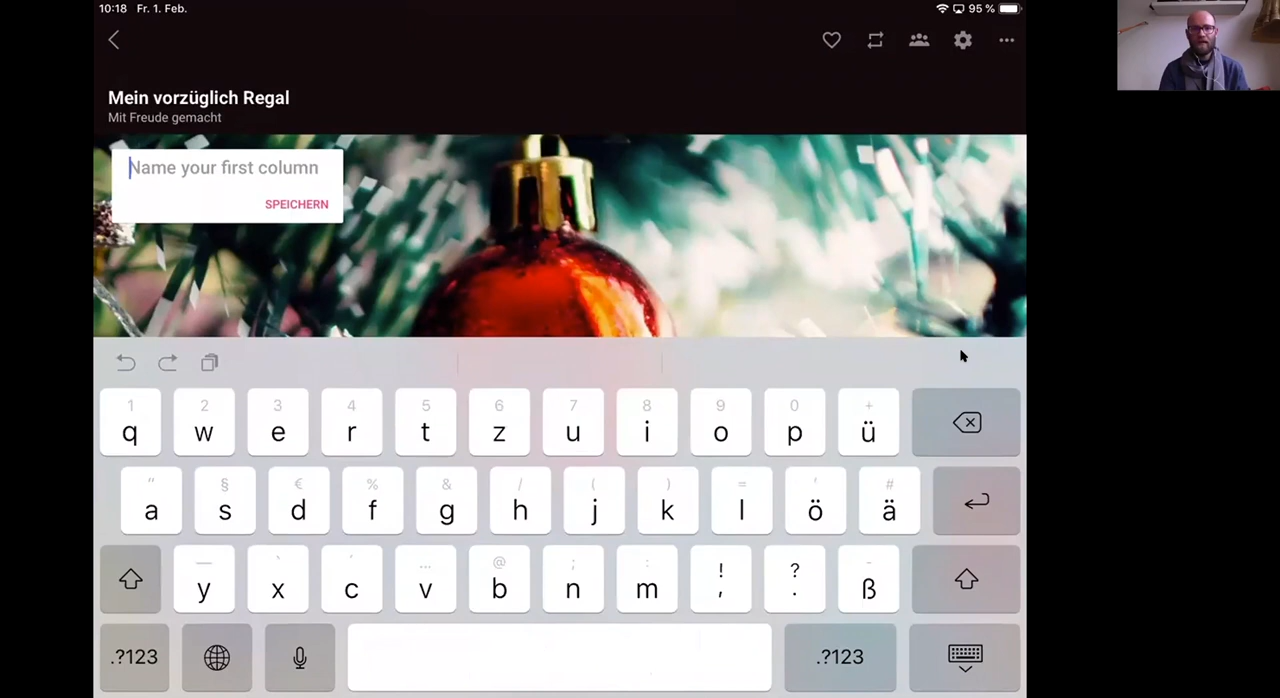 10:18 Fr. 1. Feb. 95 %
Mein vorzüglich Regal
Mit Freude gemacht
Name your first column
SPEICHERN
1 2 3 4 5 6 7 8 9 0 +
q w e r t z u i o p ü
" § € % & / ( ) = ' #
a s d f g h j k l ö ä
— ` ' ... @ ; : ! ? -
y x c v b n m , . ß
.?123 .?123